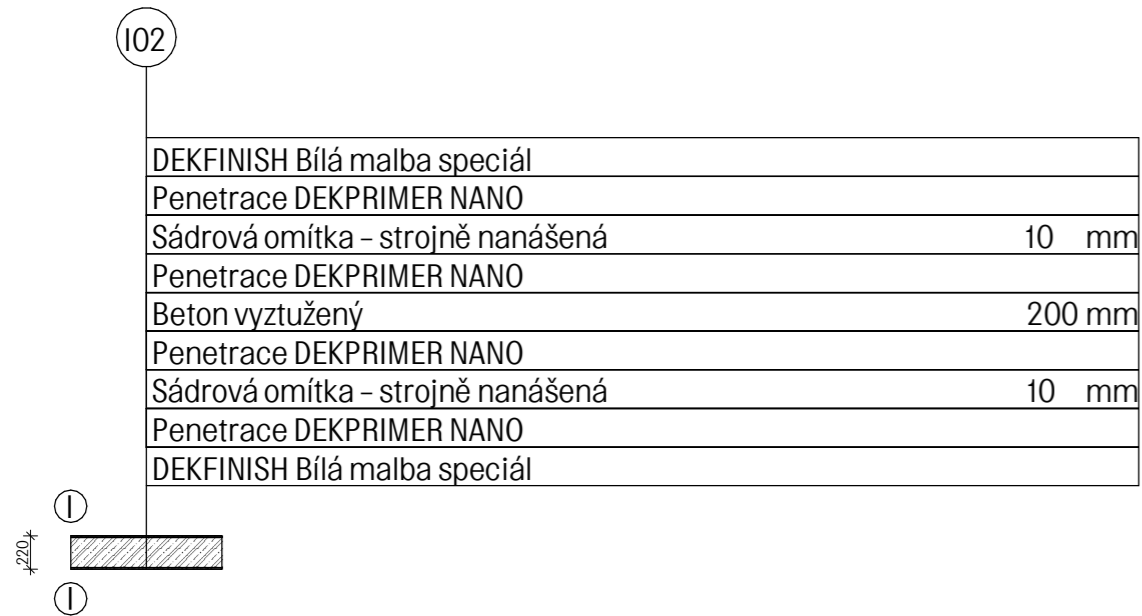 I02
DEKFINISH Bílá malba speciál
Penetrace DEKPRIMER NANO
Sádrová omítka – strojně nanášená 10 mm
Penetrace DEKPRIMER NANO
Beton vyztužený 200 mm
Penetrace DEKPRIMER NANO
Sádrová omítka – strojně nanášená 10 mm
Penetrace DEKPRIMER NANO
DEKFINISH Bílá malba speciál
I
220
I